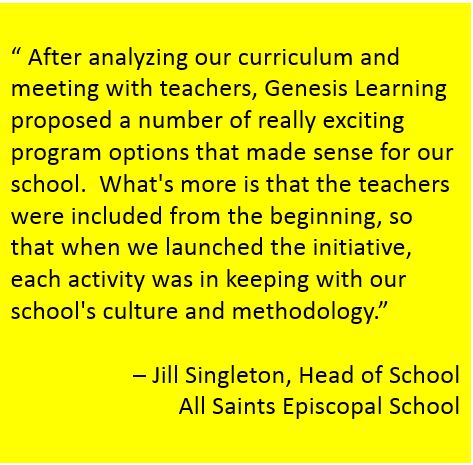 “ After analyzing our curriculum and
meeting with teachers, Genesis Learning
proposed a number of really exciting
program options that made sense for our
school.  What's more is that the teachers
were included from the beginning, so
that when we launched the initiative,
each activity was in keeping with our
school's culture and methodology.”
– Jill Singleton, Head of School
All Saints Episcopal School